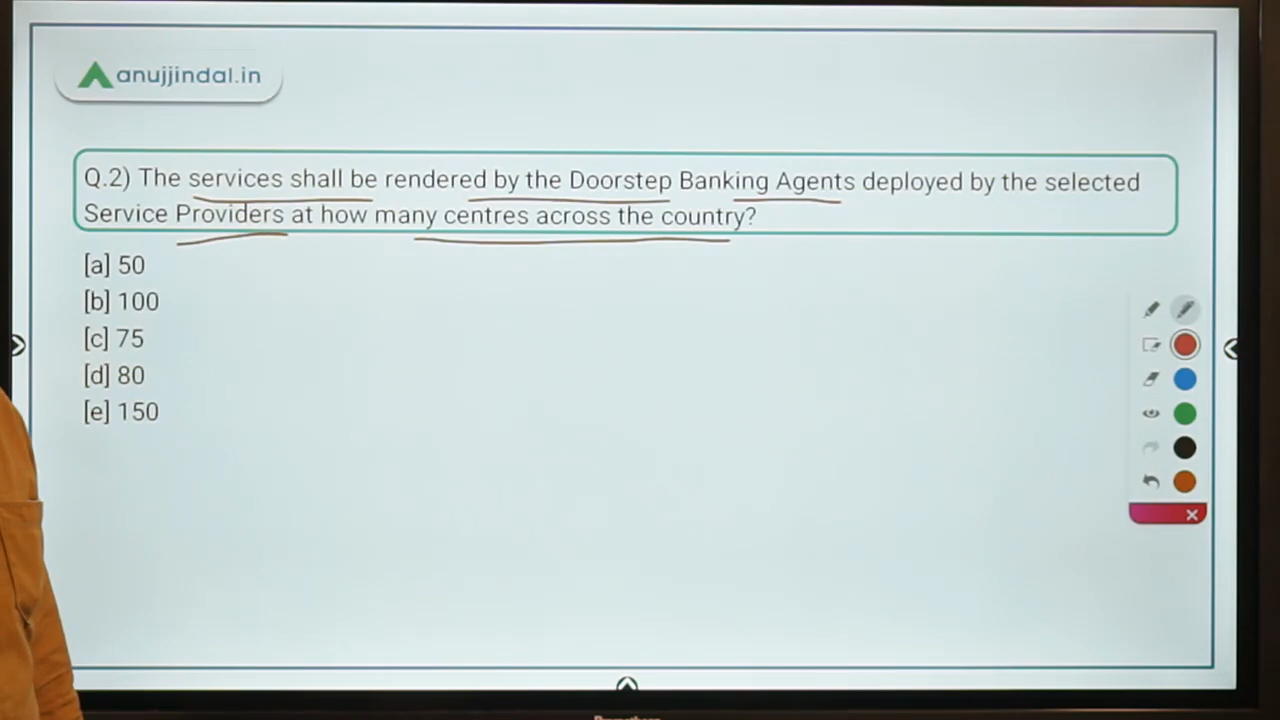 anujjindal.in
Q.2) The services shall be rendered by the Doorstep Banking Agents deployed by the selected
Service Providers at how many centres across the country?
[a] 50
[b] 100
[c] 75
[d] 80
[e] 150